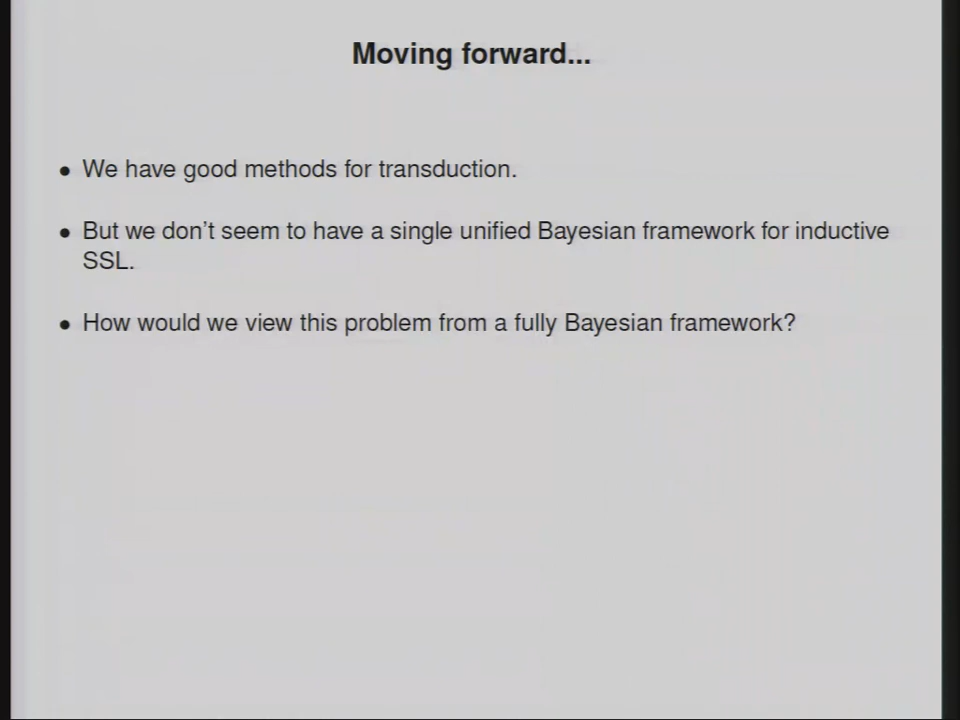 Moving forward...
• We have good methods for transduction.
• But we don't seem to have a single unified Bayesian framework for inductive
SSL.
• How would we view this problem from a fully Bayesian framework?